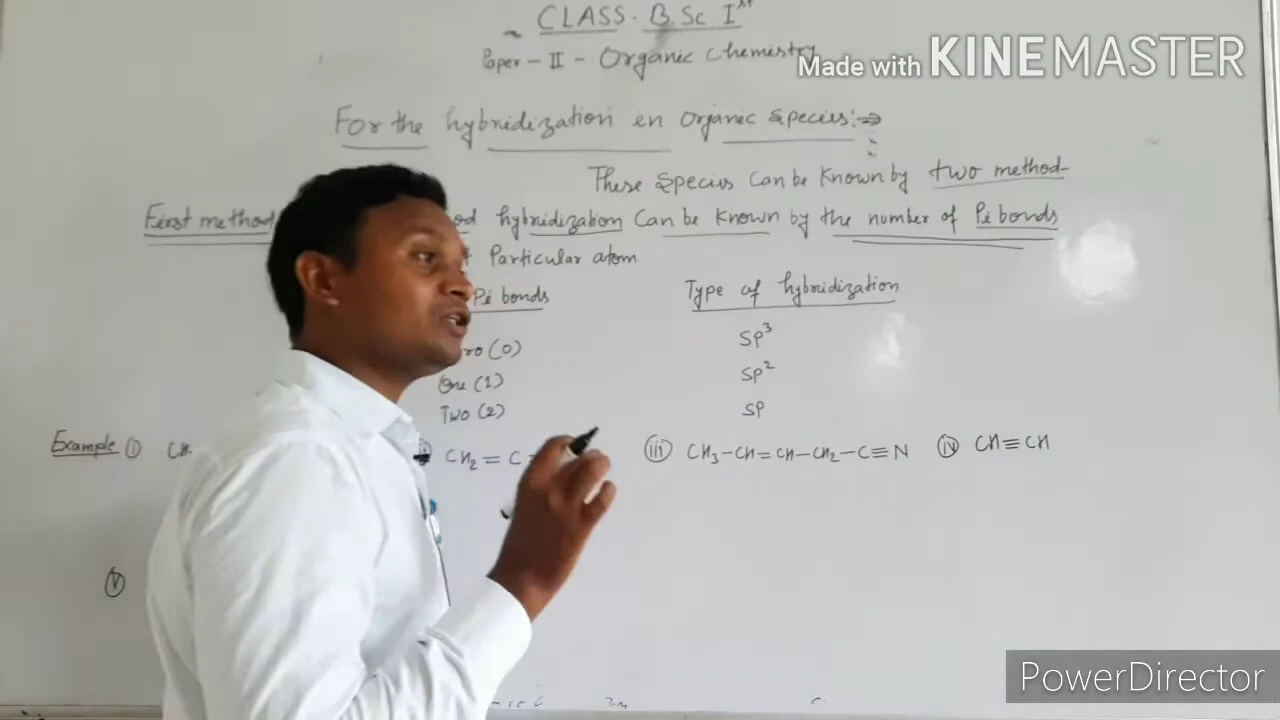 CLASS - B.Sc I st
Paper - II - Organic Chemistry
Made with KINEMASTER
For the hybridization in Organic Species :⇒
These Species Can be Known by two method-
First method hybridization Can be Known by the number of Pi bonds
Particular atom
Pi bonds Type of hybridization
(0) SP³
One (1) SP²
Two (2) SP
Example (i) CH CH₂ = C (iii) CH₃-CH=CH-CH₂-C≡N (iv) CH≡CH
(V)
PowerDirector